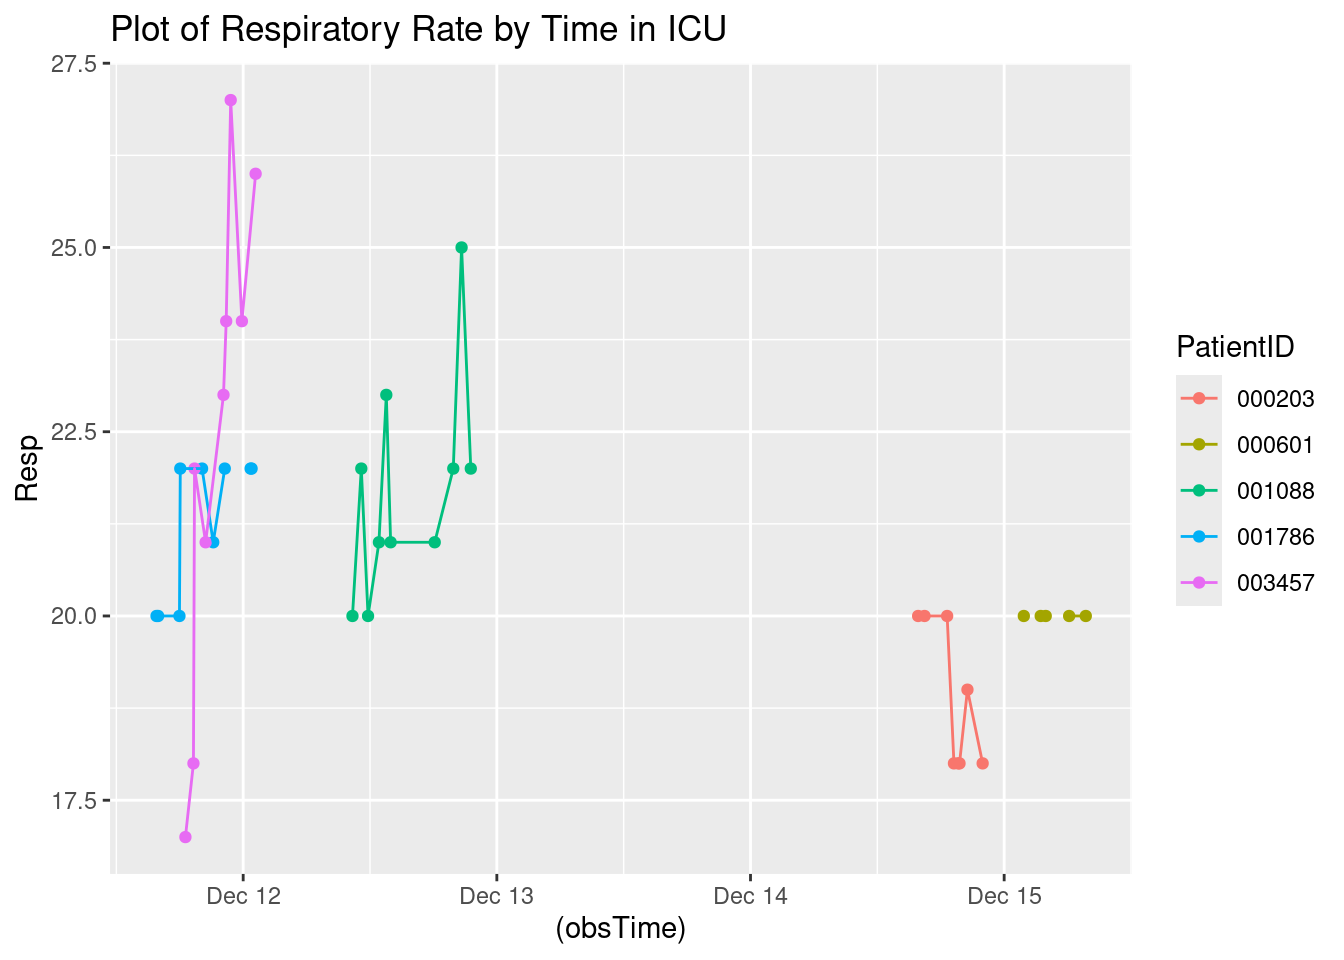 Plot of Respiratory Rate by Time in ICU
27.5
25.0
22.5
20.0
17.5
Resp
Dec 12
Dec 13
Dec 14
Dec 15
(obsTime)
PatientID
000203
000601
001088
001786
003457